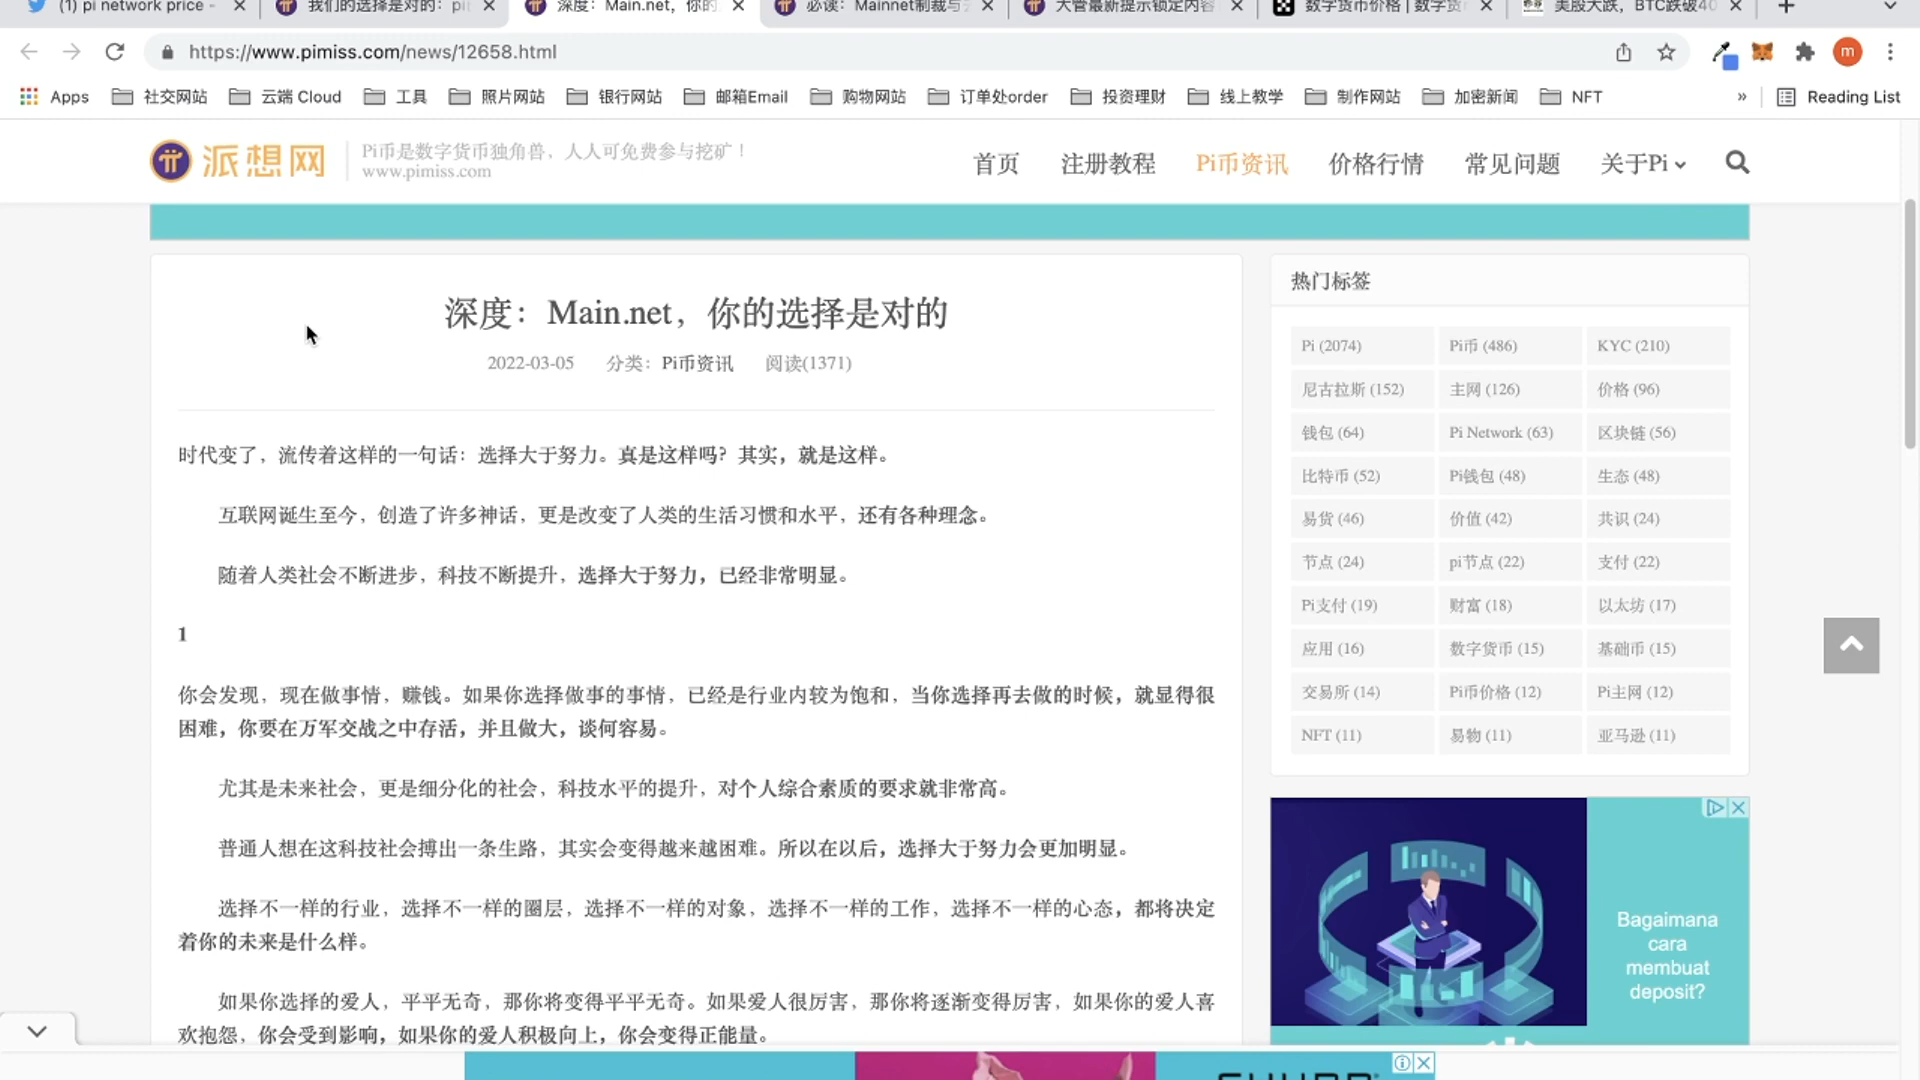 (1) pi network price -
我们的选择是对的：pi
深度：Main.net，你的
必读：Mainnet制裁与
大管最新提示锁定内容
数字货币价格 | 数字货
美股大跌，BTC跌破40
https://www.pimiss.com/news/12658.html
m
Apps 社交网站 云端 Cloud 工具 照片网站 银行网站 邮箱Email 购物网站 订单处order 投资理财 线上教学 制作网站 加密新闻 NFT » Reading List
派想网
Pi币是数字货币独角兽，人人可免费参与挖矿！
www.pimiss.com
首页 注册教程 Pi币资讯 价格行情 常见问题 关于Pi
深度：Main.net，你的选择是对的
2022-03-05 分类：Pi币资讯 阅读(1371)
时代变了，流传着这样的一句话：选择大于努力。真是这样吗？其实，就是这样。
互联网诞生至今，创造了许多神话，更是改变了人类的生活习惯和水平，还有各种理念。
随着人类社会不断进步，科技不断提升，选择大于努力，已经非常明显。
1
你会发现，现在做事情，赚钱。如果你选择做事的事情，已经是行业内较为饱和，当你选择再去做的时候，就显得很
困难，你要在万军交战之中存活，并且做大，谈何容易。
尤其是未来社会，更是细分化的社会，科技水平的提升，对个人综合素质的要求就非常高。
普通人想在这科技社会搏出一条生路，其实会变得越来越困难。所以在以后，选择大于努力会更加明显。
选择不一样的行业，选择不一样的圈层，选择不一样的对象，选择不一样的工作，选择不一样的心态，都将决定
着你的未来是什么样。
如果你选择的爱人，平平无奇，那你将变得平平无奇。如果爱人很厉害，那你将逐渐变得厉害，如果你的爱人喜
欢抱怨，你会受到影响，如果你的爱人积极向上，你会变得正能量。
热门标签
Pi (2074) Pi币 (486) KYC (210)
尼古拉斯 (152) 主网 (126) 价格 (96)
钱包 (64) Pi Network (63) 区块链 (56)
比特币 (52) Pi钱包 (48) 生态 (48)
易货 (46) 价值 (42) 共识 (24)
节点 (24) pi节点 (22) 支付 (22)
Pi支付 (19) 财富 (18) 以太坊 (17)
应用 (16) 数字货币 (15) 基础币 (15)
交易所 (14) Pi币价格 (12) Pi主网 (12)
NFT (11) 易物 (11) 亚马逊 (11)
Bagaimana
cara
membuat
deposit?